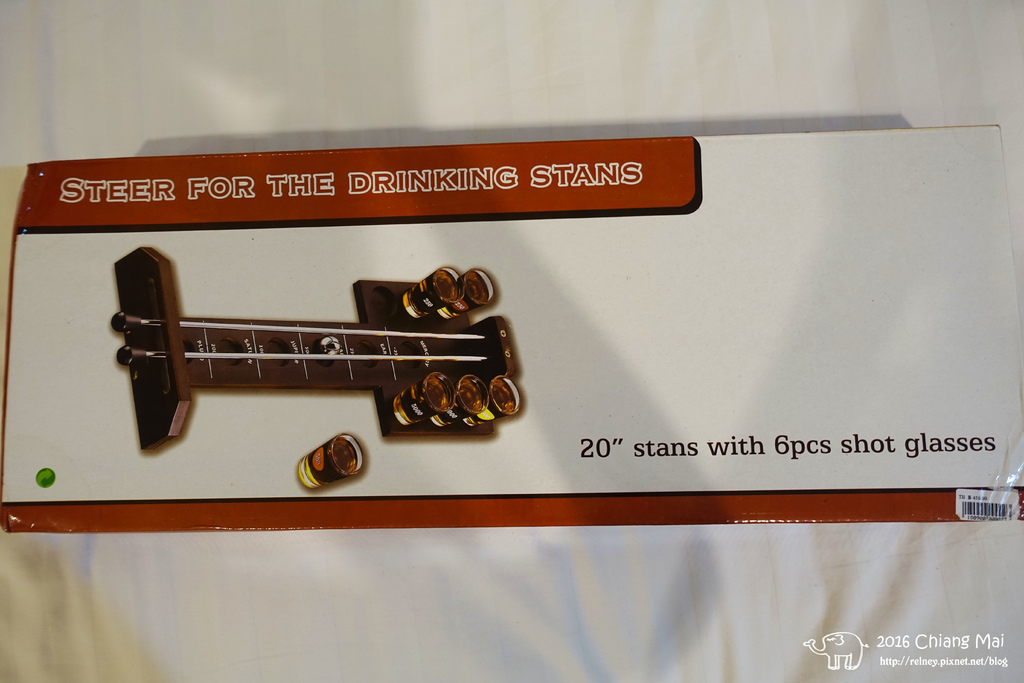 STEER FOR THE DRINKING STANS
250
20" stans with 6pcs shot glasses
2016 Chiang Mai
http://relney.pixnet.net/blog